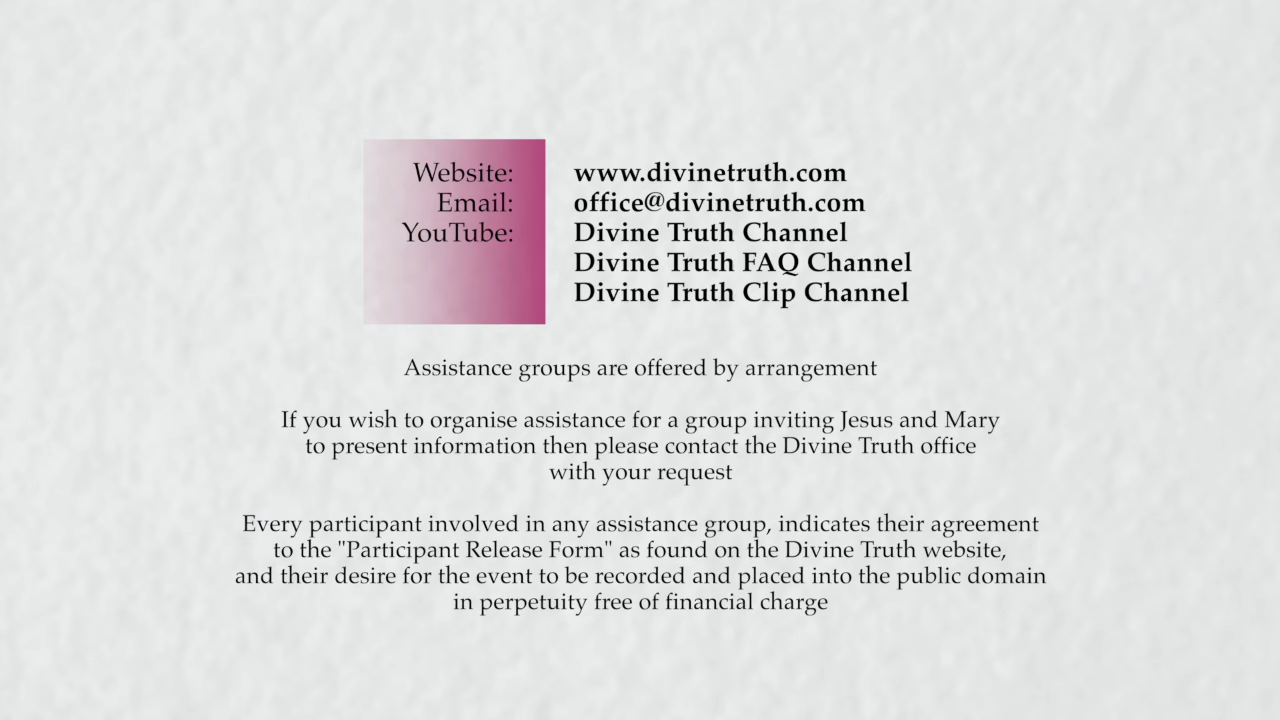 Website: www.divinetruth.com
Email: office@divinetruth.com
YouTube: Divine Truth Channel
Divine Truth FAQ Channel
Divine Truth Clip Channel
Assistance groups are offered by arrangement
If you wish to organise assistance for a group inviting Jesus and Mary
to present information then please contact the Divine Truth office
with your request
Every participant involved in any assistance group, indicates their agreement
to the "Participant Release Form" as found on the Divine Truth website,
and their desire for the event to be recorded and placed into the public domain
in perpetuity free of financial charge